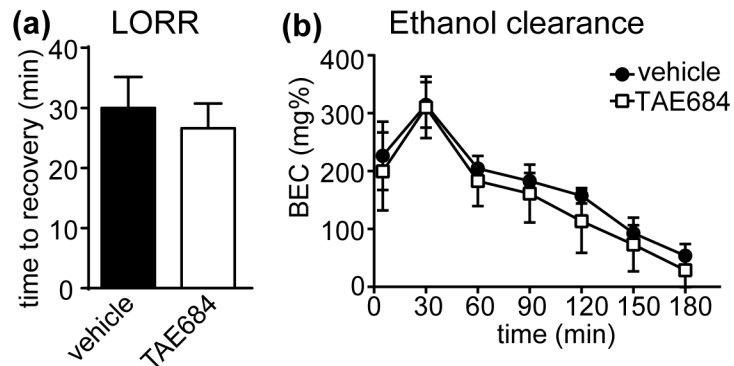 (a) LORR
time to recovery (min)
40
30
20
10
0
vehicle
TAE684
(b) Ethanol clearance
BEC (mg%)
400
300
200
100
0
vehicle
TAE684
0 30 60 90 120 150 180
time (min)